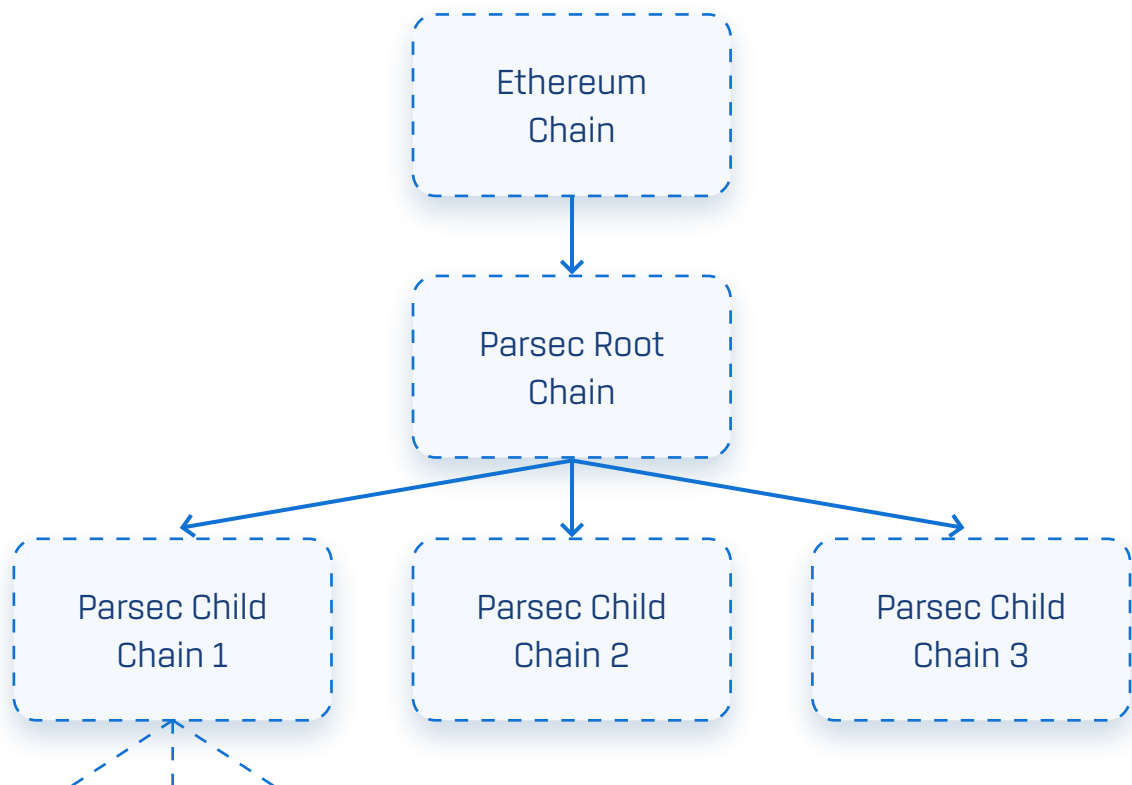 Ethereum
Chain
Parsec Root
Chain
Parsec Child
Chain 1
Parsec Child
Chain 2
Parsec Child
Chain 3